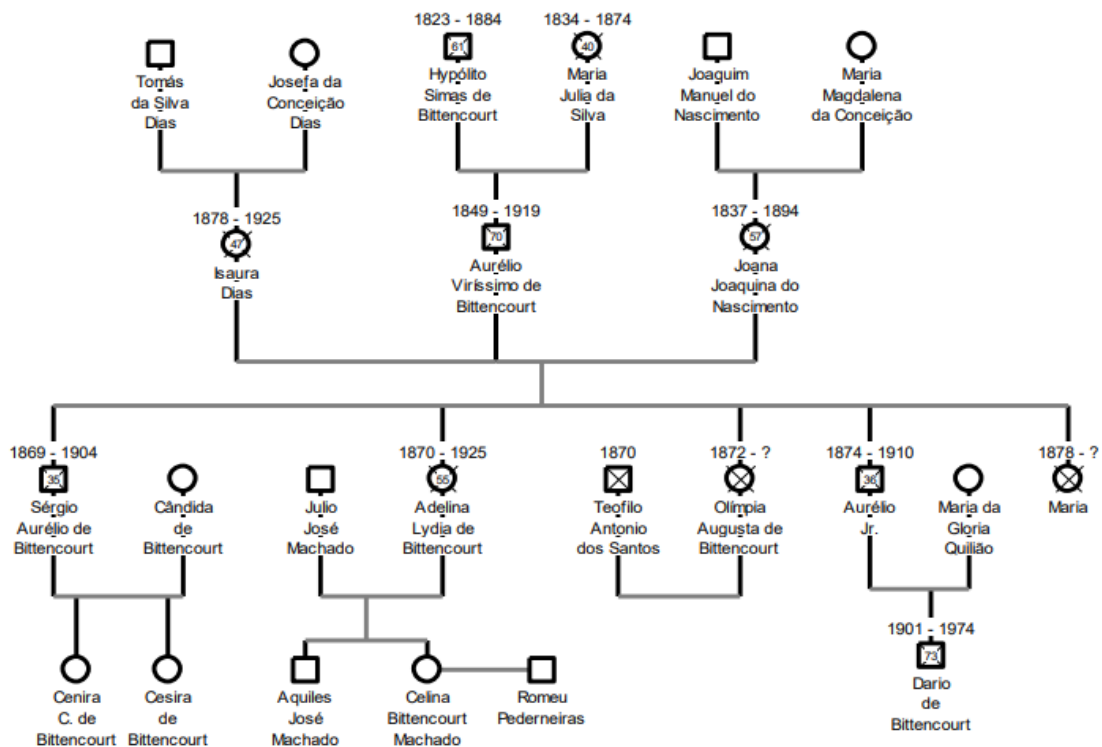 1823 - 1884
1834 - 1874
61
40
Tomás
da Silva
Dias
Josefa da
Conceição
Dias
Hypólito
Simas de
Bittencourt
Maria
Julia da
Silva
Joaquim
Manuel do
Nascimento
Maria
Magdalena
da Conceição
1878 - 1925
1849 - 1919
1837 - 1894
47
70
57
Isaura
Dias
Aurélio
Viríssimo de
Bittencourt
Joana
Joaquina do
Nascimento
1869 - 1904
1870 - 1925
1870
1872 - ?
1874 - 1910
1878 - ?
35
55
36
Sérgio
Aurélio de
Bittencourt
Cândida
de
Bittencourt
Julio
José
Machado
Adelina
Lydia de
Bittencourt
Teofilo
Antonio
dos Santos
Olímpia
Augusta de
Bittencourt
Aurélio
Jr.
Maria da
Gloria
Quilião
Maria
1901 - 1974
73
Cenira
C. de
Bittencourt
Cesira
de
Bittencourt
Aquiles
José
Machado
Celina
Bittencourt
Machado
Romeu
Pederneiras
Dario
de
Bittencourt